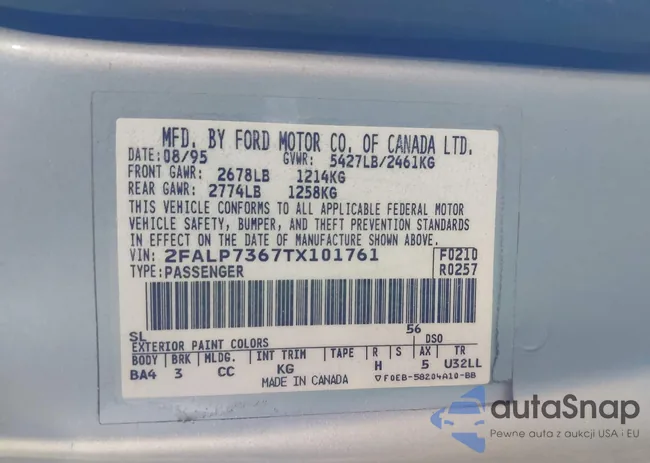 MFD. BY FORD MOTOR CO. OF CANADA LTD.
DATE: 08/95 GVWR: 5427LB/2461KG
FRONT GAWR: 2678LB 1214KG
REAR GAWR: 2774LB 1258KG
THIS VEHICLE CONFORMS TO ALL APPLICABLE FEDERAL MOTOR
VEHICLE SAFETY, BUMPER, AND THEFT PREVENTION STANDARDS
IN EFFECT ON THE DATE OF MANUFACTURE SHOWN ABOVE.
VIN: 2FALP7367TX101761 F0210
TYPE: PASSENGER R0257
SL 56
EXTERIOR PAINT COLORS DSO
BODY BRK MLDG. INT TRIM TAPE R S AX TR
BA4 3 CC KG H 5 U32LL
MADE IN CANADA ▽F0EB-58204A10-BB
autaSnap
Pewne auta z aukcji USA i EU